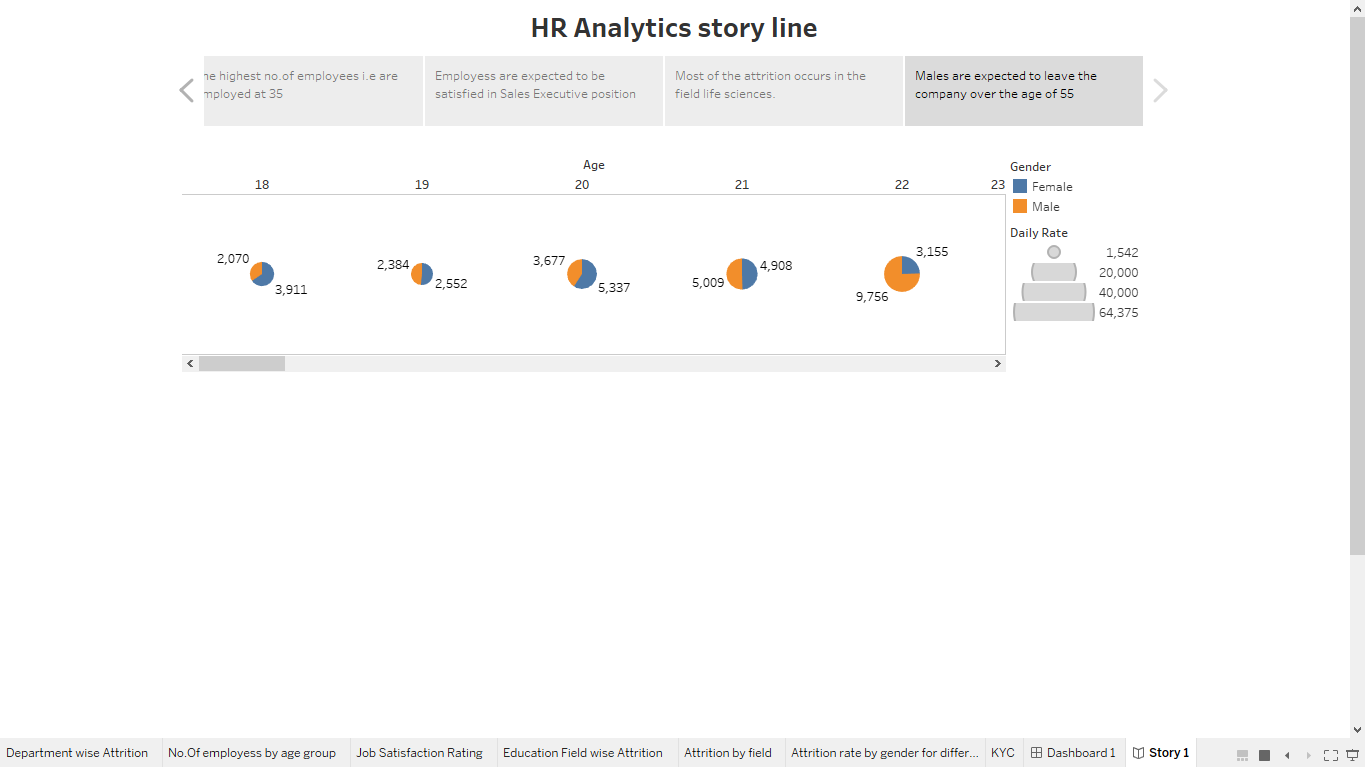 HR Analytics story line
he highest no.of employees i.e are
mployed at 35
Employess are expected to be
satisfied in Sales Executive position
Most of the attrition occurs in the
field life sciences.
Males are expected to leave the
company over the age of 55
Age
18 19 20 21 22 23
2,070
3,911
2,384
2,552
3,677
5,337
5,009
4,908
3,155
9,756
Gender
Female
Male
Daily Rate
1,542
20,000
40,000
64,375
Department wise Attrition
No.Of employess by age group
Job Satisfaction Rating
Education Field wise Attrition
Attrition by field
Attrition rate by gender for differ...
KYC
Dashboard 1
Story 1